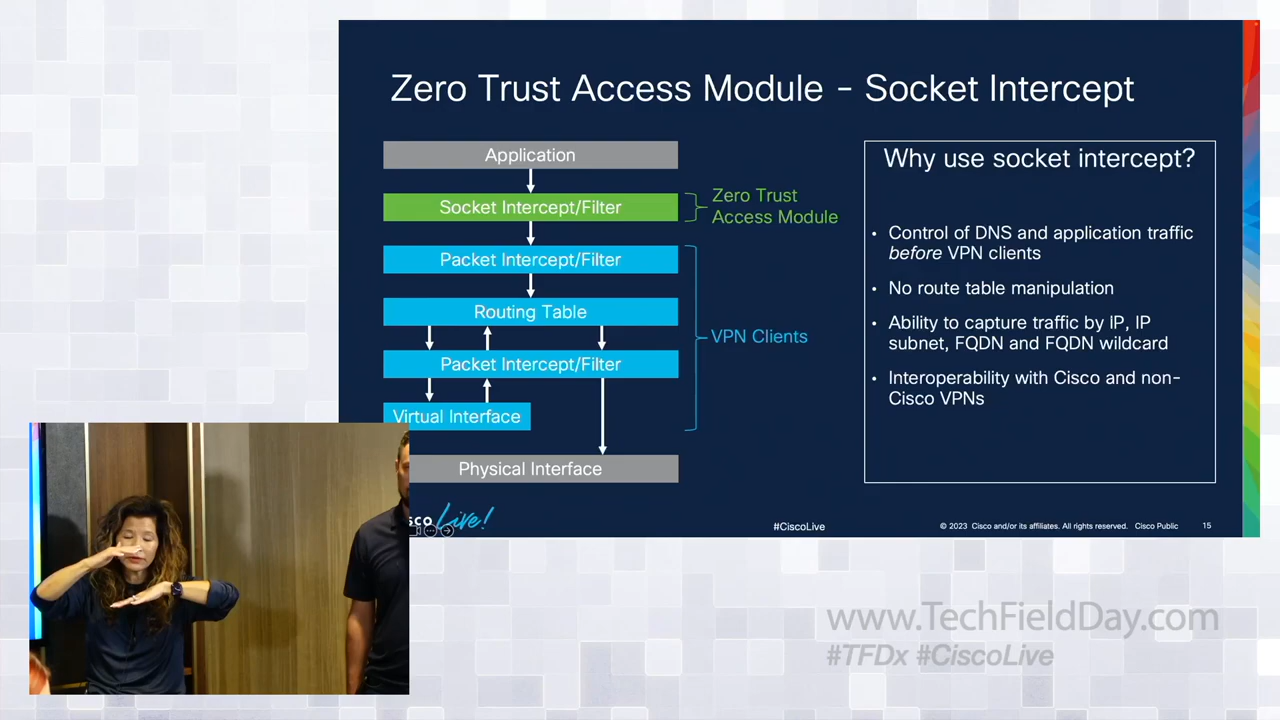 Zero Trust Access Module - Socket Intercept
Application
Socket Intercept/Filter
Zero Trust
Access Module
Packet Intercept/Filter
Routing Table
VPN Clients
Packet Intercept/Filter
Virtual Interface
Physical Interface
Why use socket intercept?
• Control of DNS and application traffic
before VPN clients
• No route table manipulation
• Ability to capture traffic by IP, IP
subnet, FQDN and FQDN wildcard
• Interoperability with Cisco and non-
Cisco VPNs
sco Live!
#CiscoLive
© 2023 Cisco and/or its affiliates. All rights reserved. Cisco Public
15
www.TechFieldDay.com
#TFDx #CiscoLive